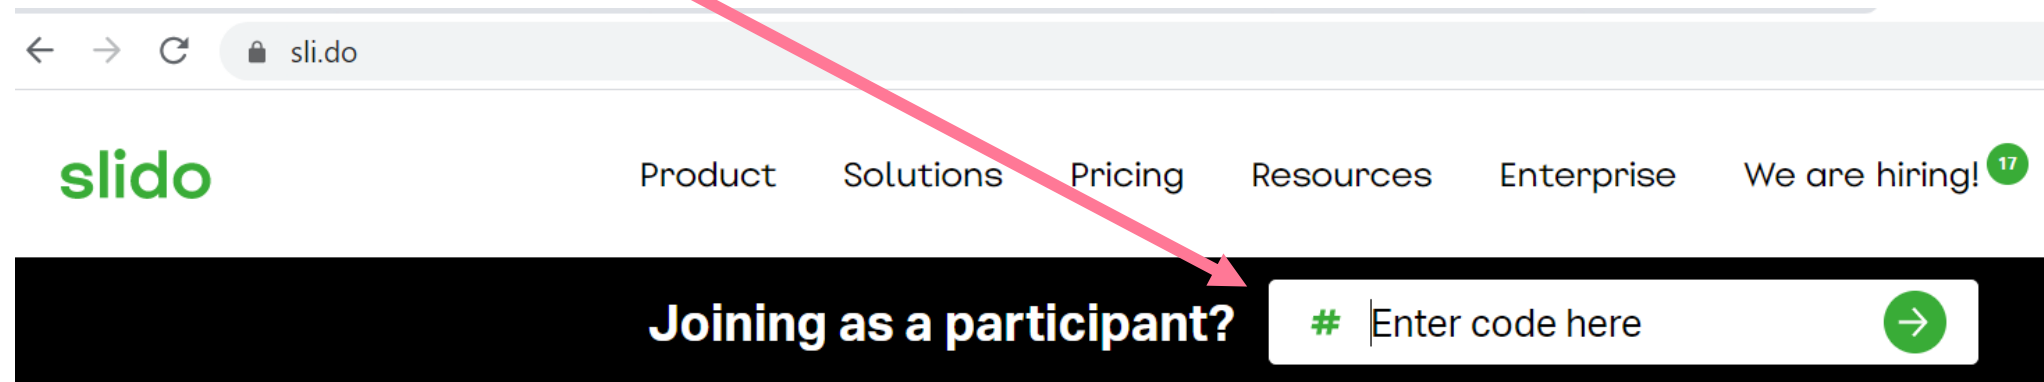 sli.do
slido Product Solutions Pricing Resources Enterprise We are hiring! 17
Joining as a participant? # Enter code here